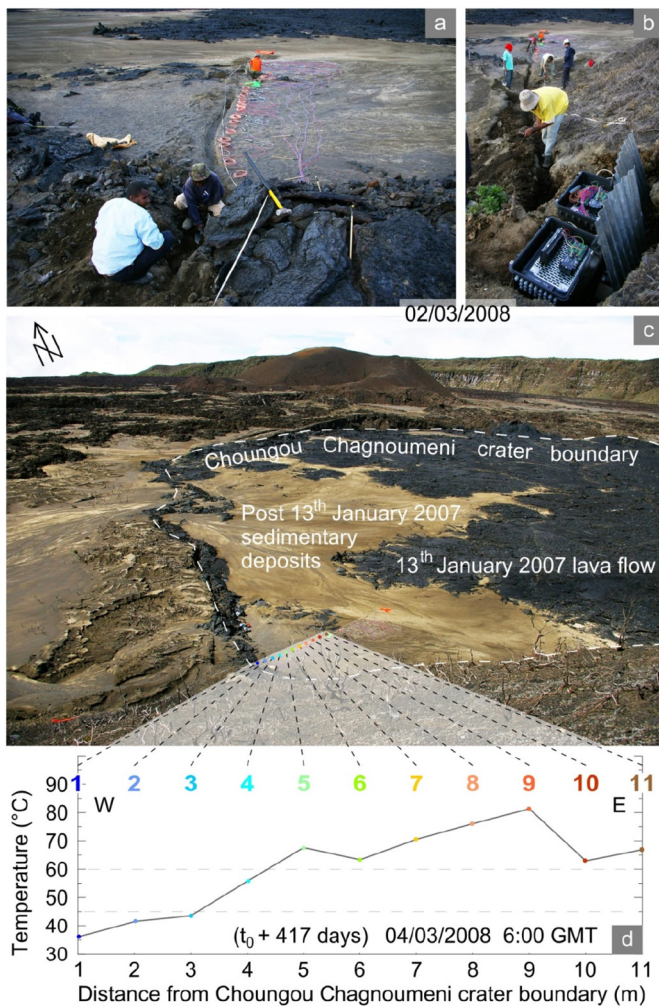 a
b
02/03/2008
c
N
Choungou Chagnoumeni crater boundary
Post 13th January 2007
sedimentary
deposits
13th January 2007 lava flow
1 2 3 4 5 6 7 8 9 10 11
W E
90
80
70
60
50
40
30
Temperature (°C)
(t0 + 417 days) 04/03/2008 6:00 GMT
d
1 2 3 4 5 6 7 8 9 10 11
Distance from Choungou Chagnoumeni crater boundary (m)